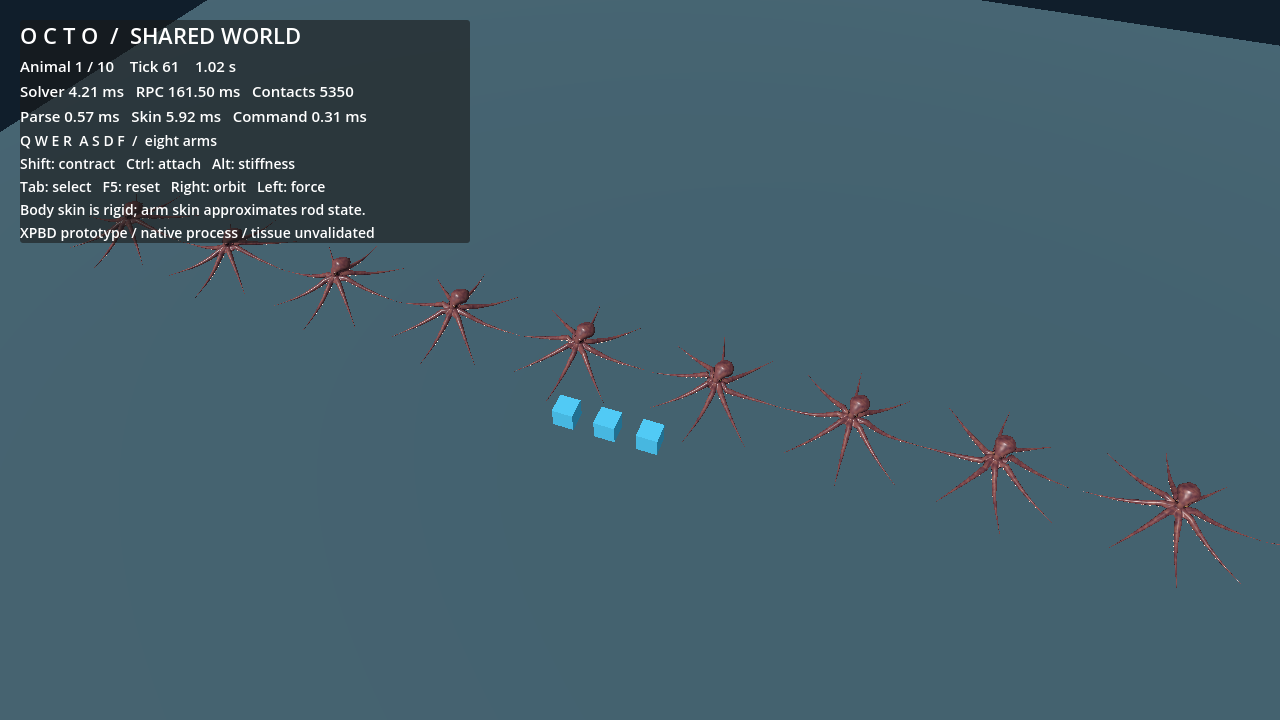 O C T O / SHARED WORLD
Animal 1 / 10 Tick 61 1.02 s
Solver 4.21 ms RPC 161.50 ms Contacts 5350
Parse 0.57 ms Skin 5.92 ms Command 0.31 ms
Q W E R A S D F / eight arms
Shift: contract Ctrl: attach Alt: stiffness
Tab: select F5: reset Right: orbit Left: force
Body skin is rigid; arm skin approximates rod state.
XPBD prototype / native process / tissue unvalidated